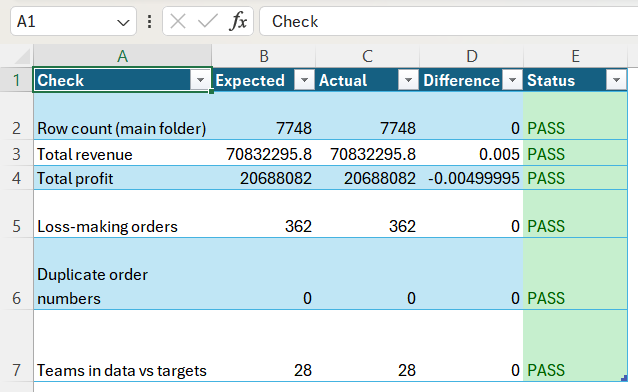 A1 fx Check
A B C D E
1 Check Expected Actual Difference Status
2 Row count (main folder) 7748 7748 0 PASS
3 Total revenue 70832295.8 70832295.8 0.005 PASS
4 Total profit 20688082 20688082 -0.00499995 PASS
5 Loss-making orders 362 362 0 PASS
Duplicate order
6 numbers 0 0 0 PASS
7 Teams in data vs targets 28 28 0 PASS